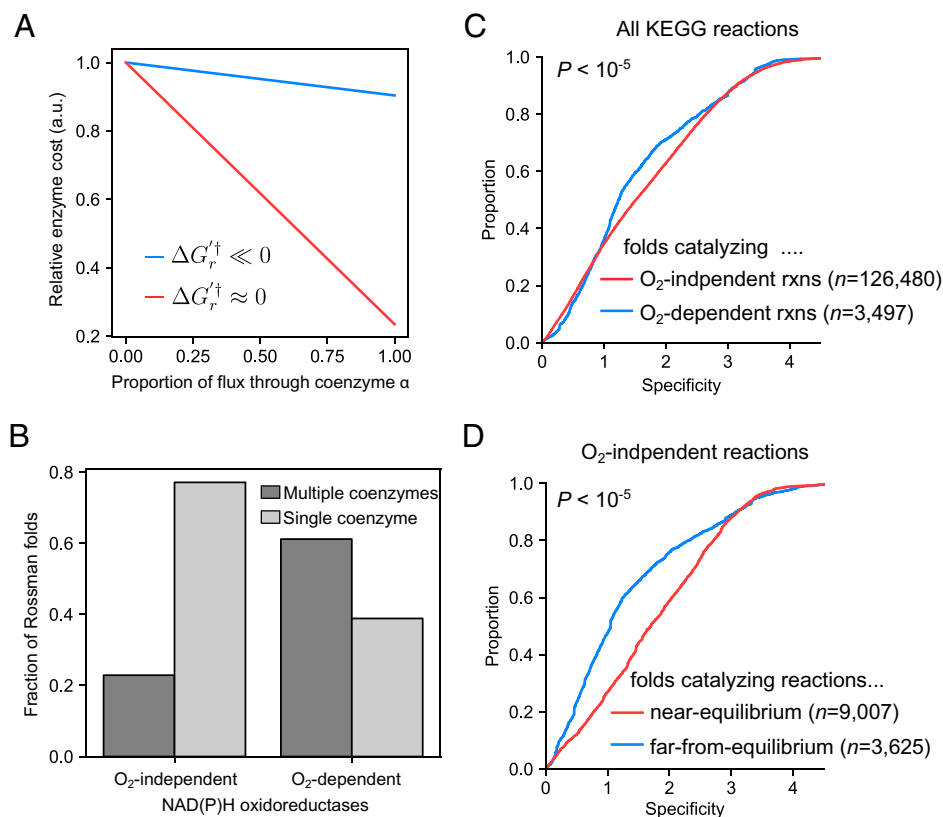 A
Relative enzyme cost (a.u.)
1.0
0.8
0.6
0.4
0.2
ΔG′†r ≪ 0
ΔG′†r ≈ 0
0.00 0.25 0.50 0.75 1.00
Proportion of flux through coenzyme α
B
Fraction of Rossman folds
0.8
0.6
0.4
0.2
0.0
Multiple coenzymes
Single coenzyme
O2-independent O2-dependent
NAD(P)H oxidoreductases
C
All KEGG reactions
P < 10-5
Proportion
1.0
0.8
0.6
0.4
0.2
0.0
folds catalyzing ....
O2-indpendent rxns (n=126,480)
O2-dependent rxns (n=3,497)
0 1 2 3 4
Specificity
D
O2-indpendent reactions
P < 10-5
Proportion
1.0
0.8
0.6
0.4
0.2
0.0
folds catalyzing reactions...
near-equilibrium (n=9,007)
far-from-equilibrium (n=3,625)
0 1 2 3 4
Specificity